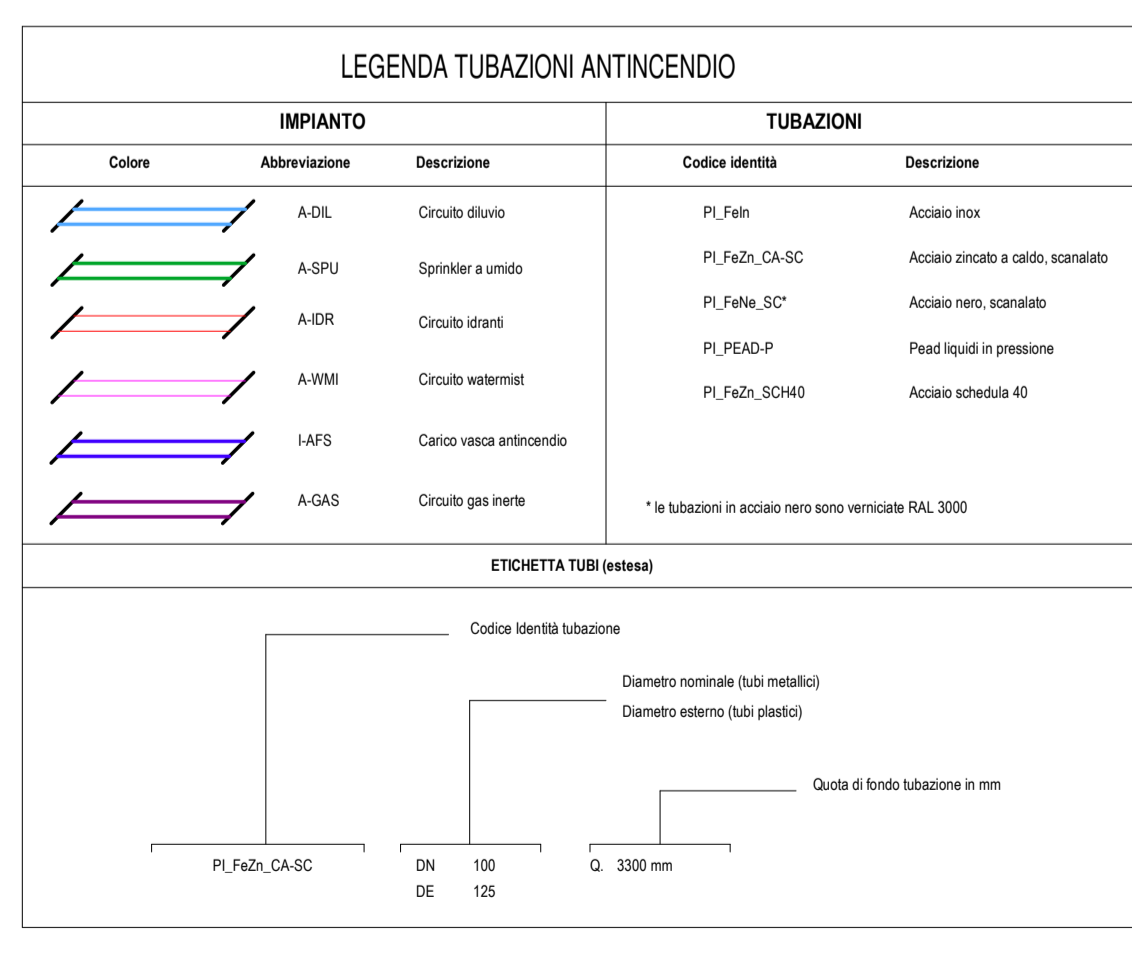 LEGENDA TUBAZIONI ANTINCENDIO
IMPIANTO
Colore Abbreviazione Descrizione
A-DIL Circuito diluvio
A-SPU Sprinkler a umido
A-IDR Circuito idranti
A-WMI Circuito watermist
I-AFS Carico vasca antincendio
A-GAS Circuito gas inerte
TUBAZIONI
Codice identità Descrizione
PI_FeIn Acciaio inox
PI_FeZn_CA-SC Acciaio zincato a caldo, scanalato
PI_FeNe_SC* Acciaio nero, scanalato
PI_PEAD-P Pead liquidi in pressione
PI_FeZn_SCH40 Acciaio schedula 40
* le tubazioni in acciaio nero sono verniciate RAL 3000
ETICHETTA TUBI (estesa)
Codice Identità tubazione
Diametro nominale (tubi metallici)
Diametro esterno (tubi plastici)
Quota di fondo tubazione in mm
PI_FeZn_CA-SC DN 100 Q. 3300 mm
DE 125